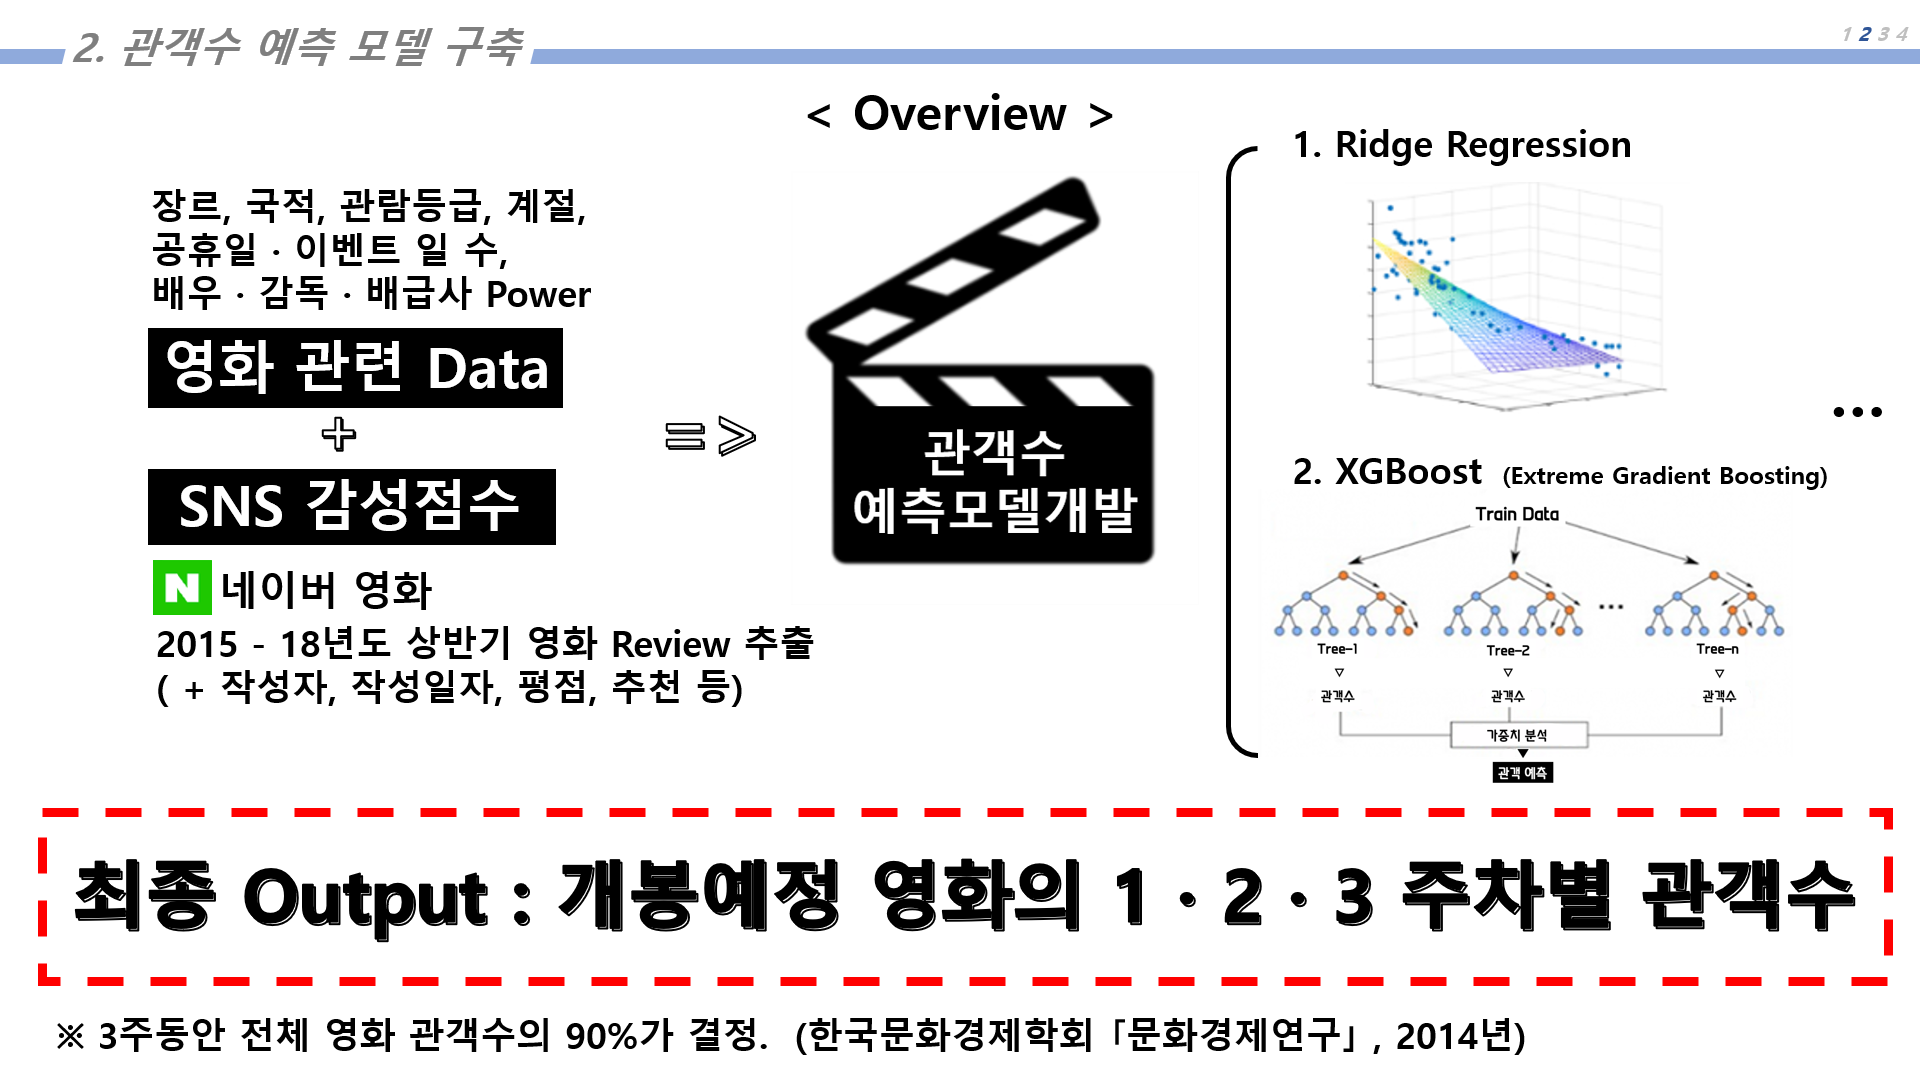 2. 관객수 예측 모델 구축
1 2 3 4
< Overview >
장르, 국적, 관람등급, 계절,
공휴일 · 이벤트 일 수,
배우 · 감독 · 배급사 Power
영화 관련 Data
+
SNS 감성점수
N 네이버 영화
2015 - 18년도 상반기 영화 Review 추출
( + 작성자, 작성일자, 평점, 추천 등)
=>
관객수
예측모델개발
1. Ridge Regression
...
2. XGBoost (Extreme Gradient Boosting)
Train Data
...
Tree-1 Tree-2 Tree-n
관객수 관객수 관객수
가중치 분석
관객 예측
최종 Output : 개봉예정 영화의 1 · 2 · 3 주차별 관객수
※ 3주동안 전체 영화 관객수의 90%가 결정. (한국문화경제학회「문화경제연구」, 2014년)